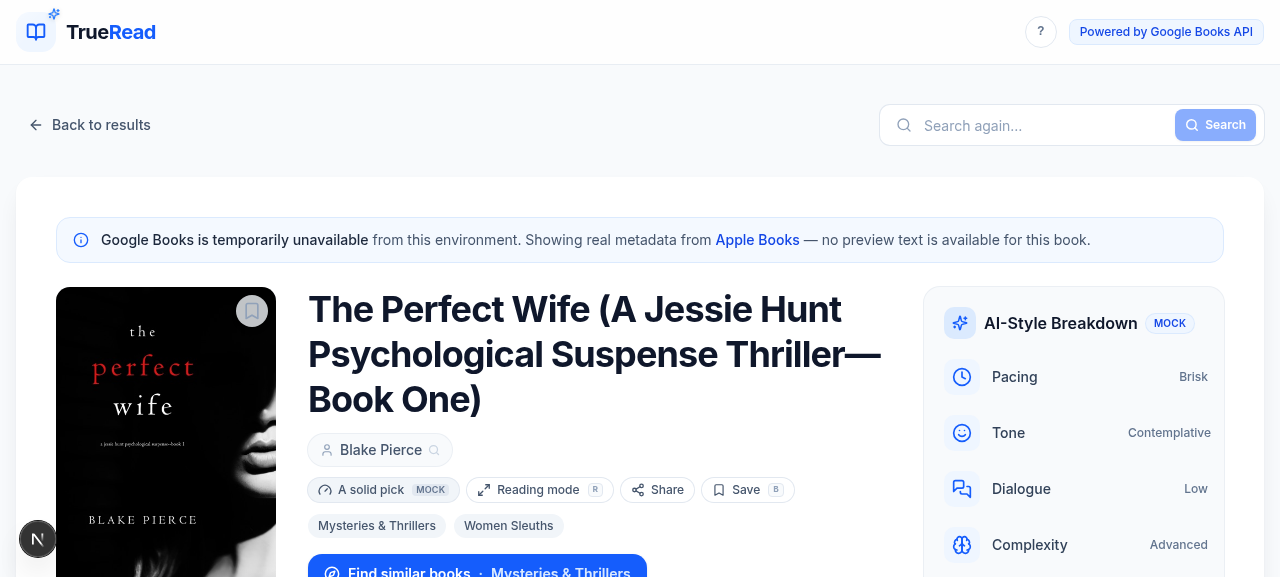 TrueRead
?
Powered by Google Books API
Back to results
Search again...
Search
Google Books is temporarily unavailable from this environment. Showing real metadata from Apple Books — no preview text is available for this book.
the
perfect
wife
a jessie hunt psychological suspense–book 1
BLAKE PIERCE
N
The Perfect Wife (A Jessie Hunt
Psychological Suspense Thriller—
Book One)
Blake Pierce
A solid pick MOCK
Reading mode R
Share
Save B
Mysteries & Thrillers
Women Sleuths
Find similar books · Mysteries & Thrillers
AI-Style Breakdown MOCK
Pacing Brisk
Tone Contemplative
Dialogue Low
Complexity Advanced